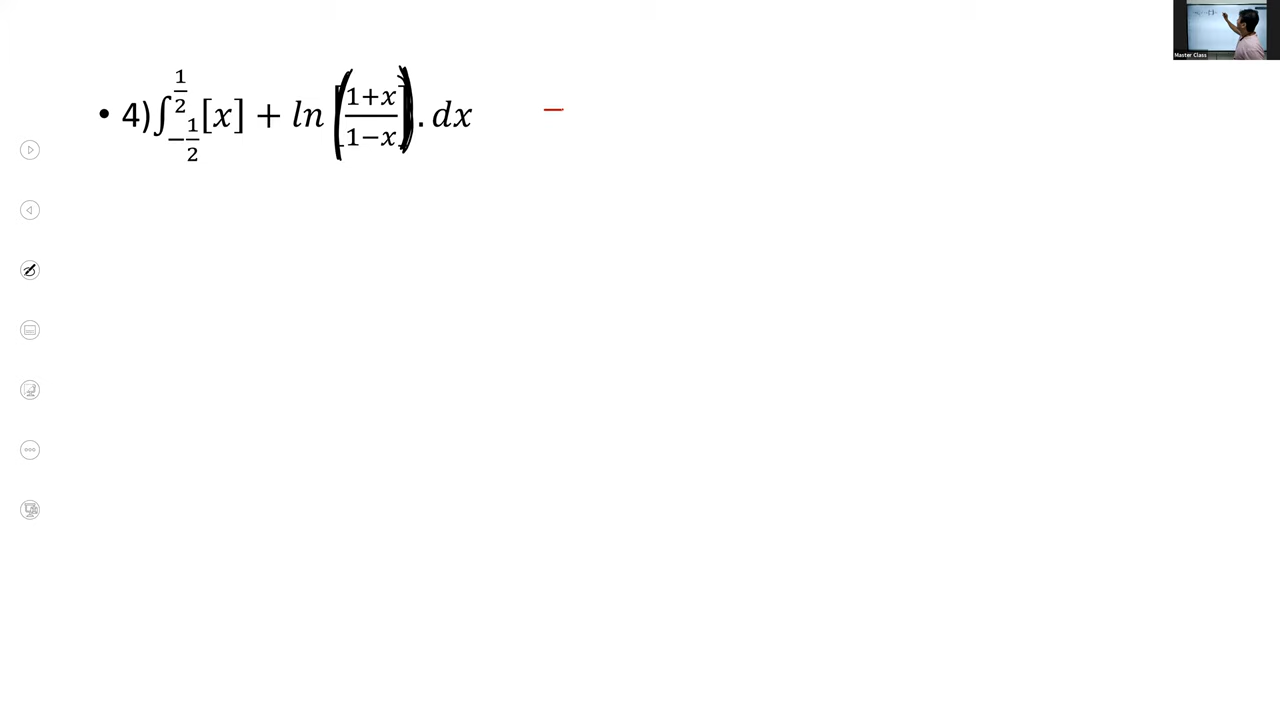 • 4) ∫_{-1/2}^{1/2} [x] + ln((1+x)/(1−x)) . dx −
Master Class